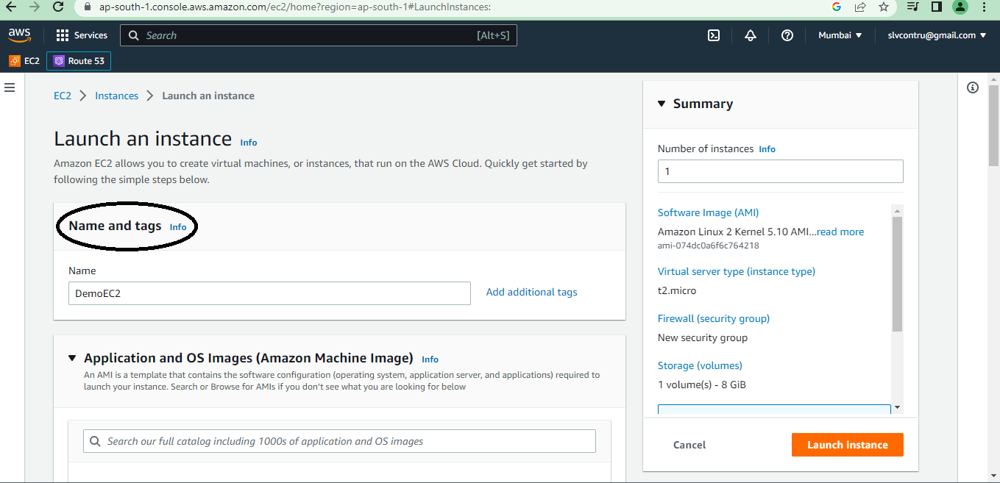 ap-south-1.console.aws.amazon.com/ec2/home?region=ap-south-1#LaunchInstances:
aws
Services
Search
[Alt+S]
Mumbai
slvcontru@gmail.com
EC2
Route 53
EC2
Instances
Launch an instance
Launch an instance Info
Amazon EC2 allows you to create virtual machines, or instances, that run on the AWS Cloud. Quickly get started by
following the simple steps below.
Name and tags Info
Name
DemoEC2
Add additional tags
Application and OS Images (Amazon Machine Image) Info
An AMI is a template that contains the software configuration (operating system, application server, and applications) required to
launch your instance. Search or Browse for AMIs if you don't see what you are looking for below
Search our full catalog including 1000s of application and OS images
Summary
Number of instances Info
1
Software Image (AMI)
Amazon Linux 2 Kernel 5.10 AMI...read more
ami-074dc0a6f6c764218
Virtual server type (instance type)
t2.micro
Firewall (security group)
New security group
Storage (volumes)
1 volume(s) - 8 GiB
Cancel
Launch instance